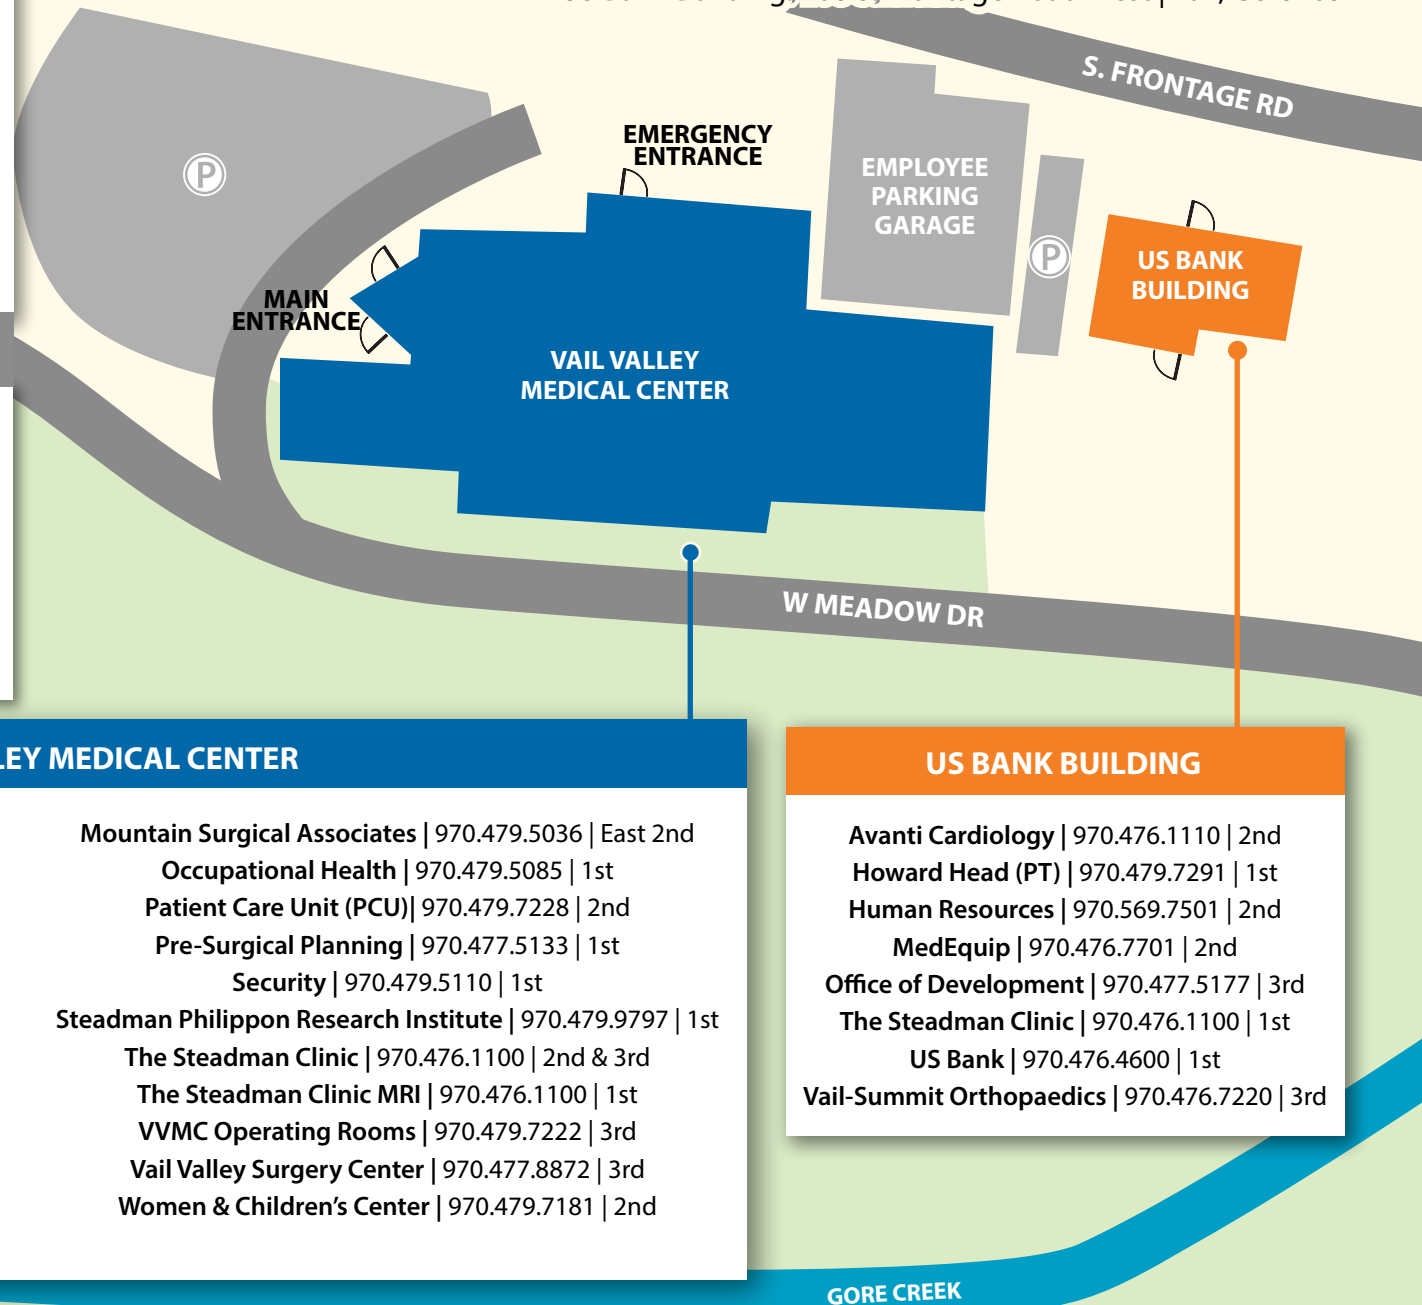 S. FRONTAGE RD
EMERGENCY
ENTRANCE
EMPLOYEE
PARKING
GARAGE
P
P
US BANK
BUILDING
MAIN
ENTRANCE
VAIL VALLEY
MEDICAL CENTER
W MEADOW DR
LEY MEDICAL CENTER
Mountain Surgical Associates | 970.479.5036 | East 2nd
Occupational Health | 970.479.5085 | 1st
Patient Care Unit (PCU)| 970.479.7228 | 2nd
Pre-Surgical Planning | 970.477.5133 | 1st
Security | 970.479.5110 | 1st
Steadman Philippon Research Institute | 970.479.9797 | 1st
The Steadman Clinic | 970.476.1100 | 2nd & 3rd
The Steadman Clinic MRI | 970.476.1100 | 1st
VVMC Operating Rooms | 970.479.7222 | 3rd
Vail Valley Surgery Center | 970.477.8872 | 3rd
Women & Children’s Center | 970.479.7181 | 2nd
US BANK BUILDING
Avanti Cardiology | 970.476.1110 | 2nd
Howard Head (PT) | 970.479.7291 | 1st
Human Resources | 970.569.7501 | 2nd
MedEquip | 970.476.7701 | 2nd
Office of Development | 970.477.5177 | 3rd
The Steadman Clinic | 970.476.1100 | 1st
US Bank | 970.476.4600 | 1st
Vail-Summit Orthopaedics | 970.476.7220 | 3rd
GORE CREEK